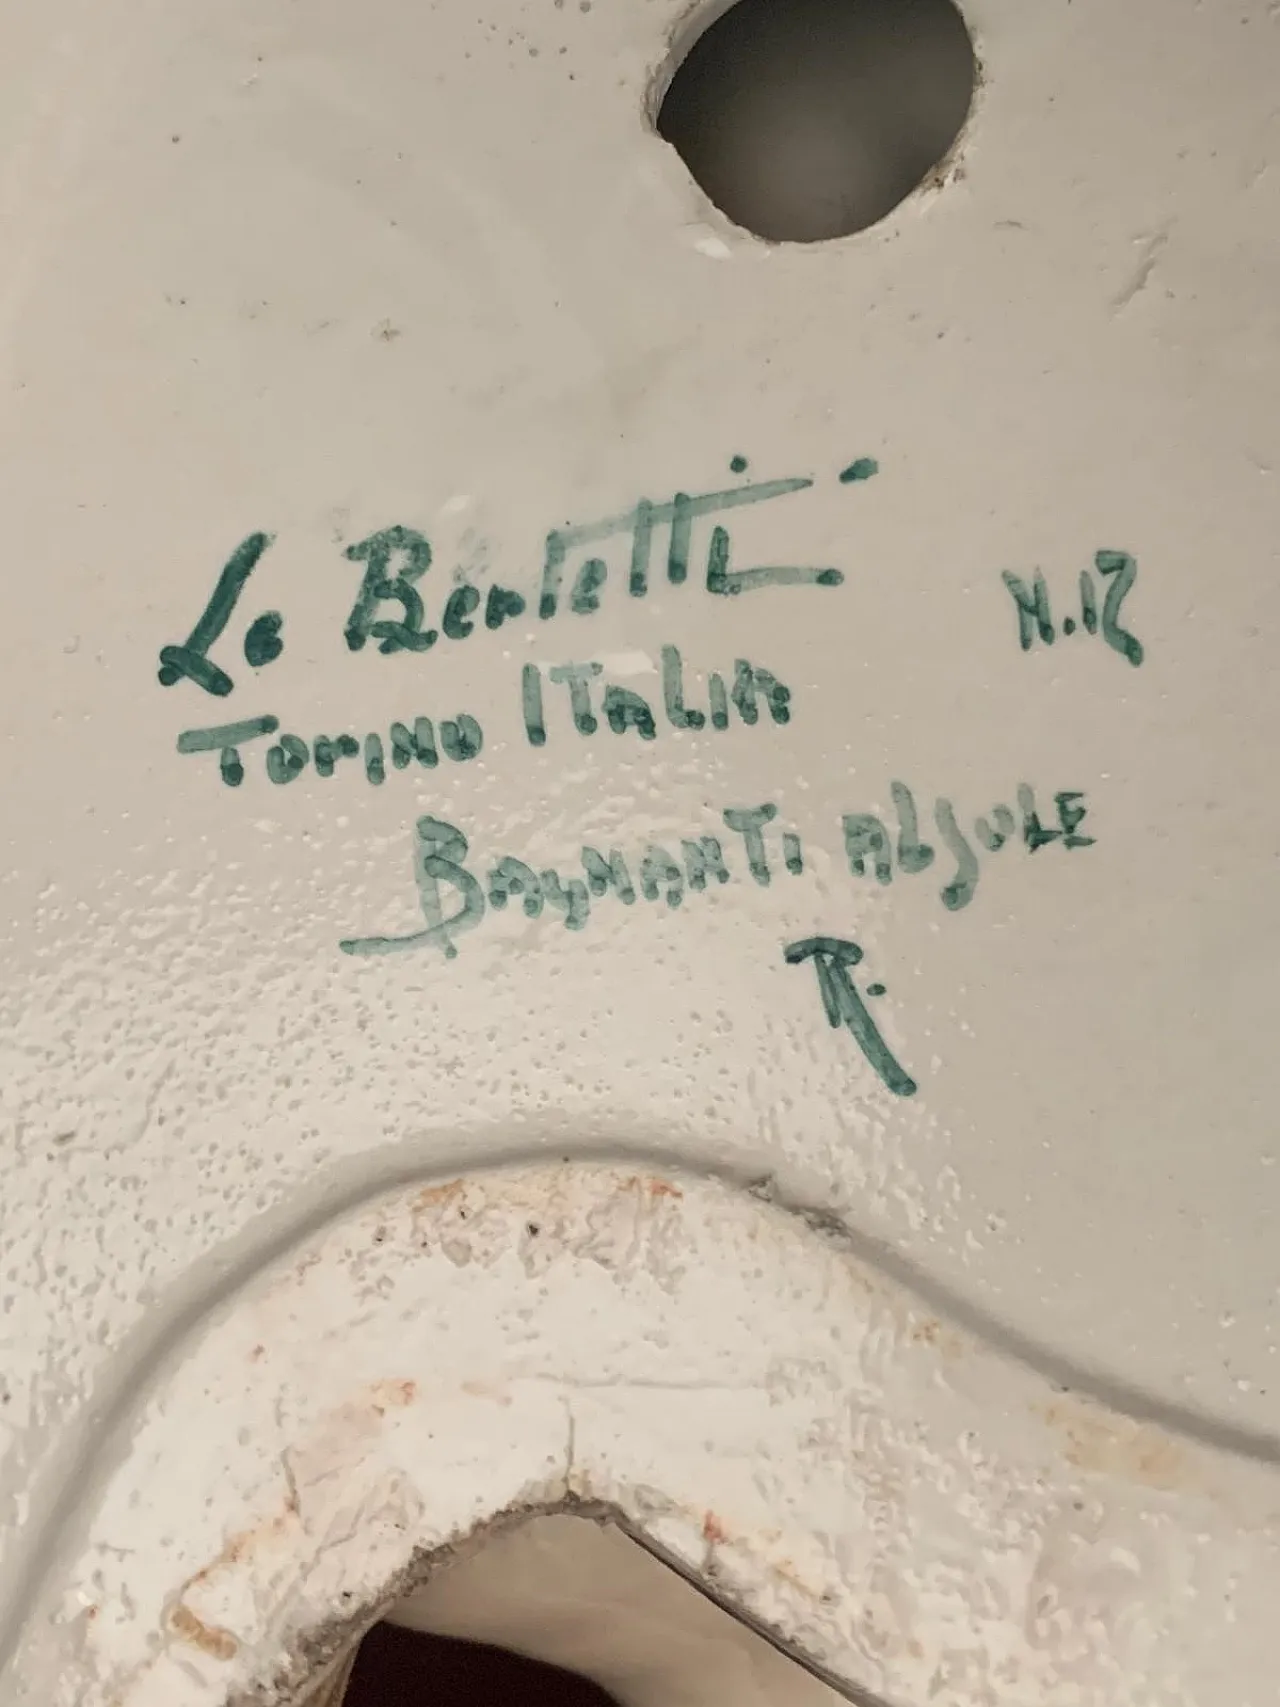 Le Bertetti
N.12
TORINO ITALIA
BAGNANTI AL SOLE
R.